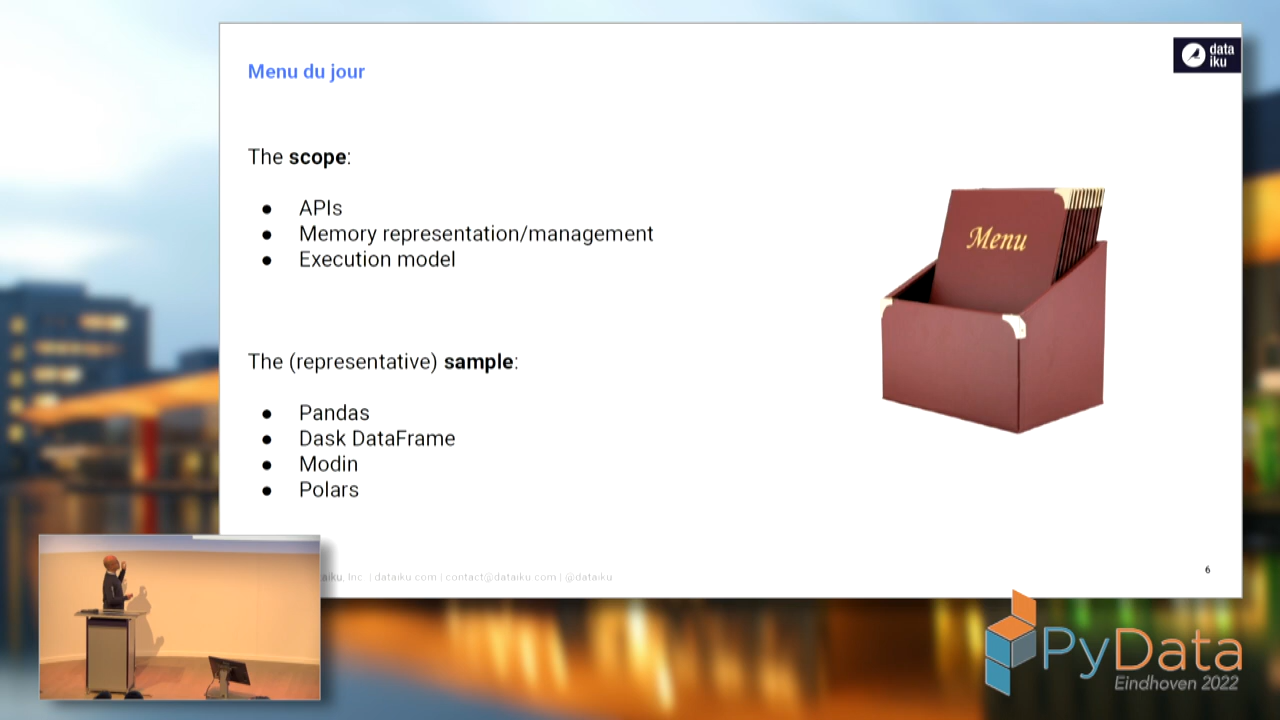 Menu du jour
data
iku
The scope:
● APIs
● Memory representation/management
● Execution model
Menu
The (representative) sample:
● Pandas
● Dask DataFrame
● Modin
● Polars
aiku, Inc. | dataiku.com | contact@dataiku.com | @dataiku
6
PyData
Eindhoven 2022